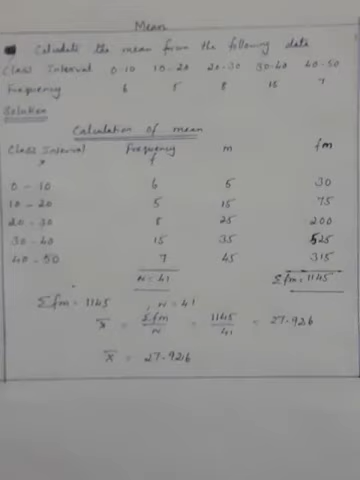 Mean
Calculate the mean from the following data
Class Interval 0-10 10-20 20-30 30-40 40-50
Frequency 6 5 8 15 7
Solution
Calculation of mean
Class Interval Frequency m fm
x f
0 - 10 6 5 30
10 - 20 5 15 75
20 - 30 8 25 200
30 - 40 15 35 525
40 - 50 7 45 315
N = 41 Σfm = 1145
Σfm = 1145 , N = 41
x̄ = Σfm/N = 1145/41 = 27.926
x̄ = 27.926